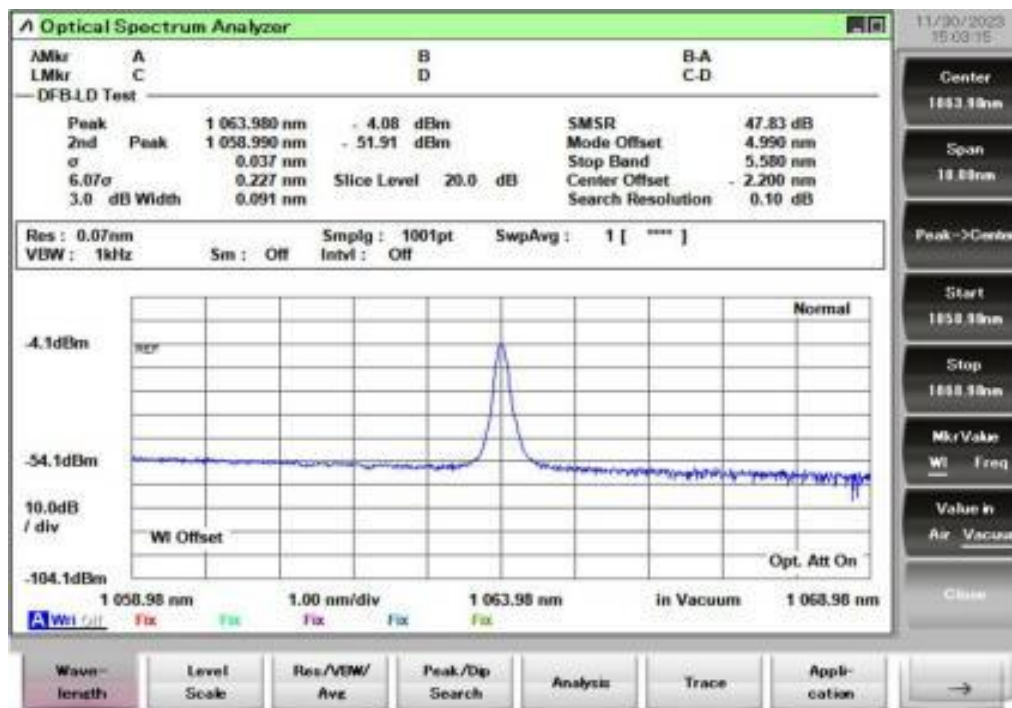 Optical Spectrum Analyzer
11/30/2023
15:03:15
λMkr A B B-A
LMkr C D C-D
DFB-LD Test
Peak 1 063.980 nm - 4.08 dBm SMSR 47.83 dB
2nd Peak 1 058.990 nm - 51.91 dBm Mode Offset 4.990 nm
σ 0.037 nm Stop Band 5.580 nm
6.07σ 0.227 nm Slice Level 20.0 dB Center Offset - 2.200 nm
3.0 dB Width 0.091 nm Search Resolution 0.10 dB
Res : 0.07nm Smplg : 1001pt SwpAvg : 1 [ **** ]
VBW : 1kHz Sm : Off Intvl : Off
Normal
-4.1dBm
REF
-54.1dBm
10.0dB
/ div
Wl Offset
Opt. Att On
-104.1dBm
1 058.98 nm 1.00 nm/div 1 063.98 nm in Vacuum 1 068.98 nm
A Wri Off Fix Fix Fix Fix Fix
Center
1063.98nm
Span
10.00nm
Peak->Center
Start
1058.98nm
Stop
1068.98nm
Mkr Value
Wl Freq
Value in
Air Vacuum
Close
Wave-
length
Level
Scale
Res/VBW/
Avg
Peak/Dip
Search
Analysis
Trace
Appli-
cation
→